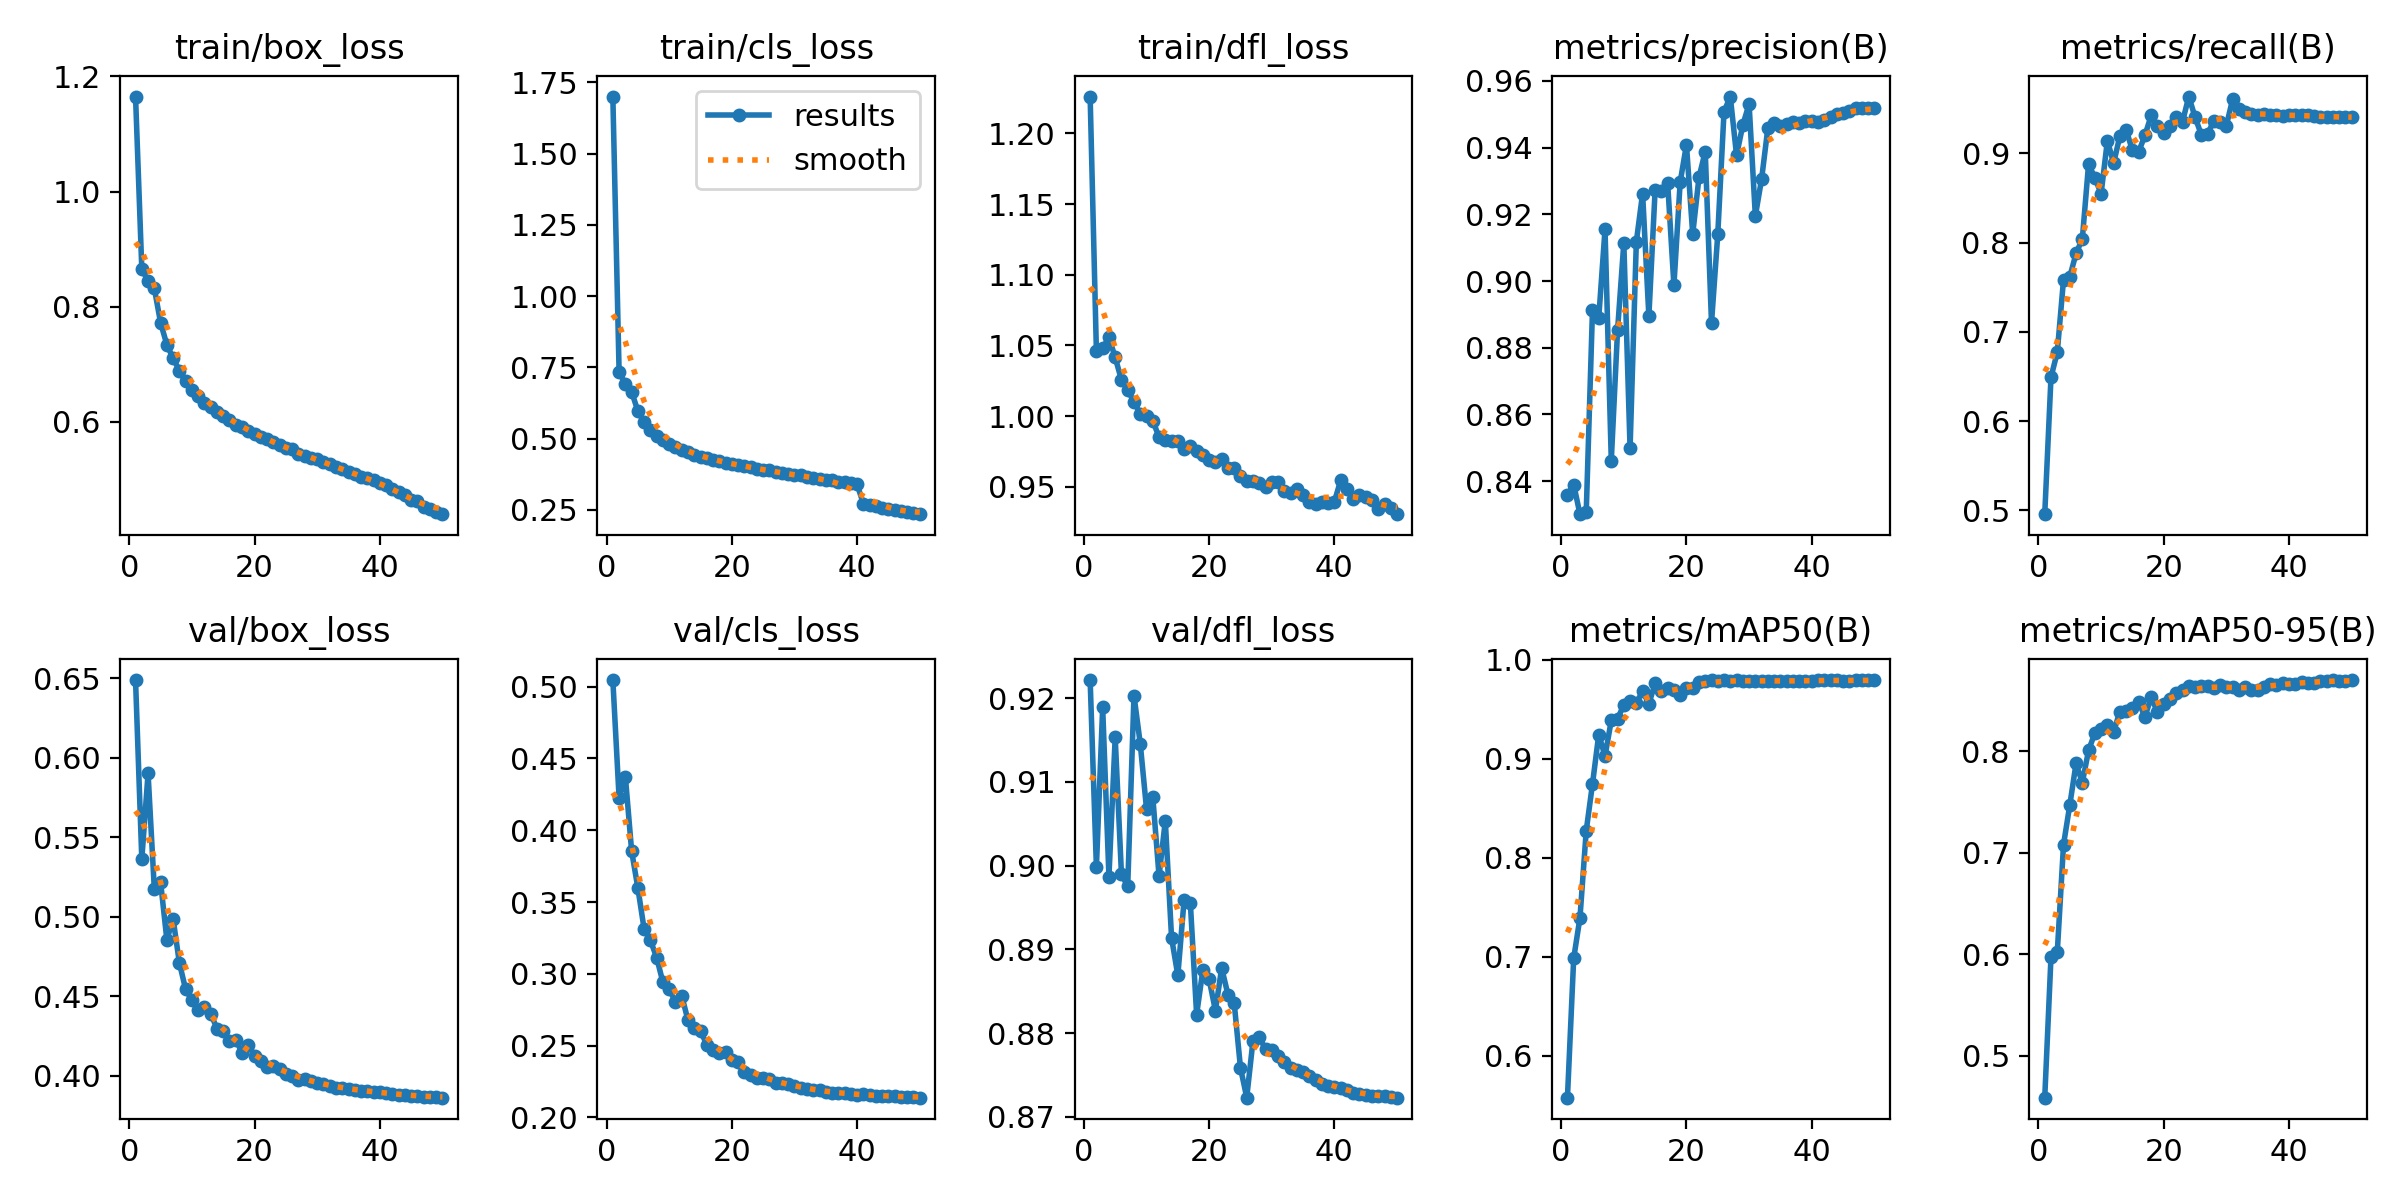 train/box_loss
1.2
1.0
0.8
0.6
0 20 40
train/cls_loss
1.75
1.50
1.25
1.00
0.75
0.50
0.25
0 20 40
results
smooth
train/dfl_loss
1.20
1.15
1.10
1.05
1.00
0.95
0 20 40
metrics/precision(B)
0.96
0.94
0.92
0.90
0.88
0.86
0.84
0 20 40
metrics/recall(B)
0.9
0.8
0.7
0.6
0.5
0 20 40
val/box_loss
0.65
0.60
0.55
0.50
0.45
0.40
0 20 40
val/cls_loss
0.50
0.45
0.40
0.35
0.30
0.25
0.20
0 20 40
val/dfl_loss
0.92
0.91
0.90
0.89
0.88
0.87
0 20 40
metrics/mAP50(B)
1.0
0.9
0.8
0.7
0.6
0 20 40
metrics/mAP50-95(B)
0.8
0.7
0.6
0.5
0 20 40